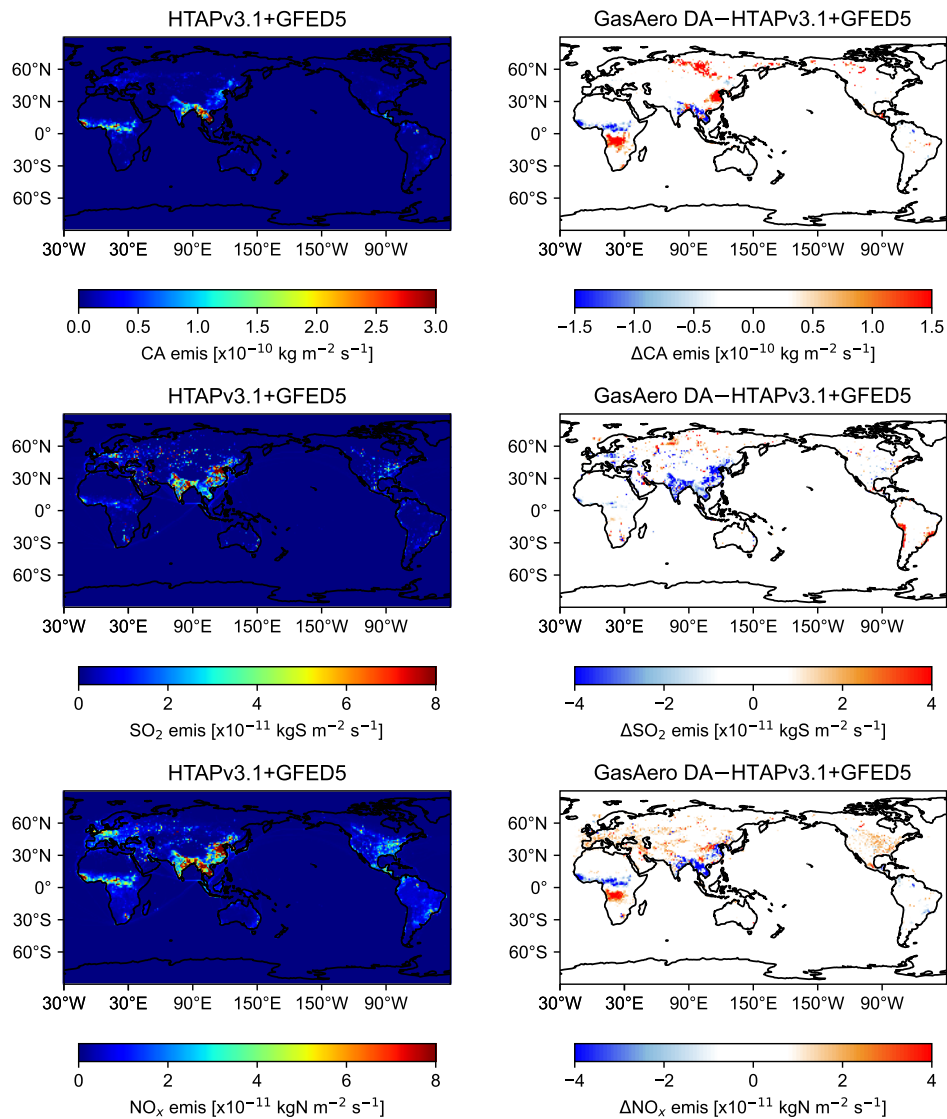 HTAPv3.1+GFED5
GasAero DA−HTAPv3.1+GFED5
60°N
30°N
0°
30°S
60°S
30°W 30°E 90°E 150°E 150°W 90°W
60°N
30°N
0°
30°S
60°S
30°W 30°E 90°E 150°E 150°W 90°W
0.0 0.5 1.0 1.5 2.0 2.5 3.0
CA emis [x10⁻¹⁰ kg m⁻² s⁻¹]
−1.5 −1.0 −0.5 0.0 0.5 1.0 1.5
ΔCA emis [x10⁻¹⁰ kg m⁻² s⁻¹]
HTAPv3.1+GFED5
GasAero DA−HTAPv3.1+GFED5
60°N
30°N
0°
30°S
60°S
30°W 30°E 90°E 150°E 150°W 90°W
60°N
30°N
0°
30°S
60°S
30°W 30°E 90°E 150°E 150°W 90°W
0 2 4 6 8
SO₂ emis [x10⁻¹¹ kgS m⁻² s⁻¹]
−4 −2 0 2 4
ΔSO₂ emis [x10⁻¹¹ kgS m⁻² s⁻¹]
HTAPv3.1+GFED5
GasAero DA−HTAPv3.1+GFED5
60°N
30°N
0°
30°S
60°S
30°W 30°E 90°E 150°E 150°W 90°W
60°N
30°N
0°
30°S
60°S
30°W 30°E 90°E 150°E 150°W 90°W
0 2 4 6 8
NOₓ emis [x10⁻¹¹ kgN m⁻² s⁻¹]
−4 −2 0 2 4
ΔNOₓ emis [x10⁻¹¹ kgN m⁻² s⁻¹]